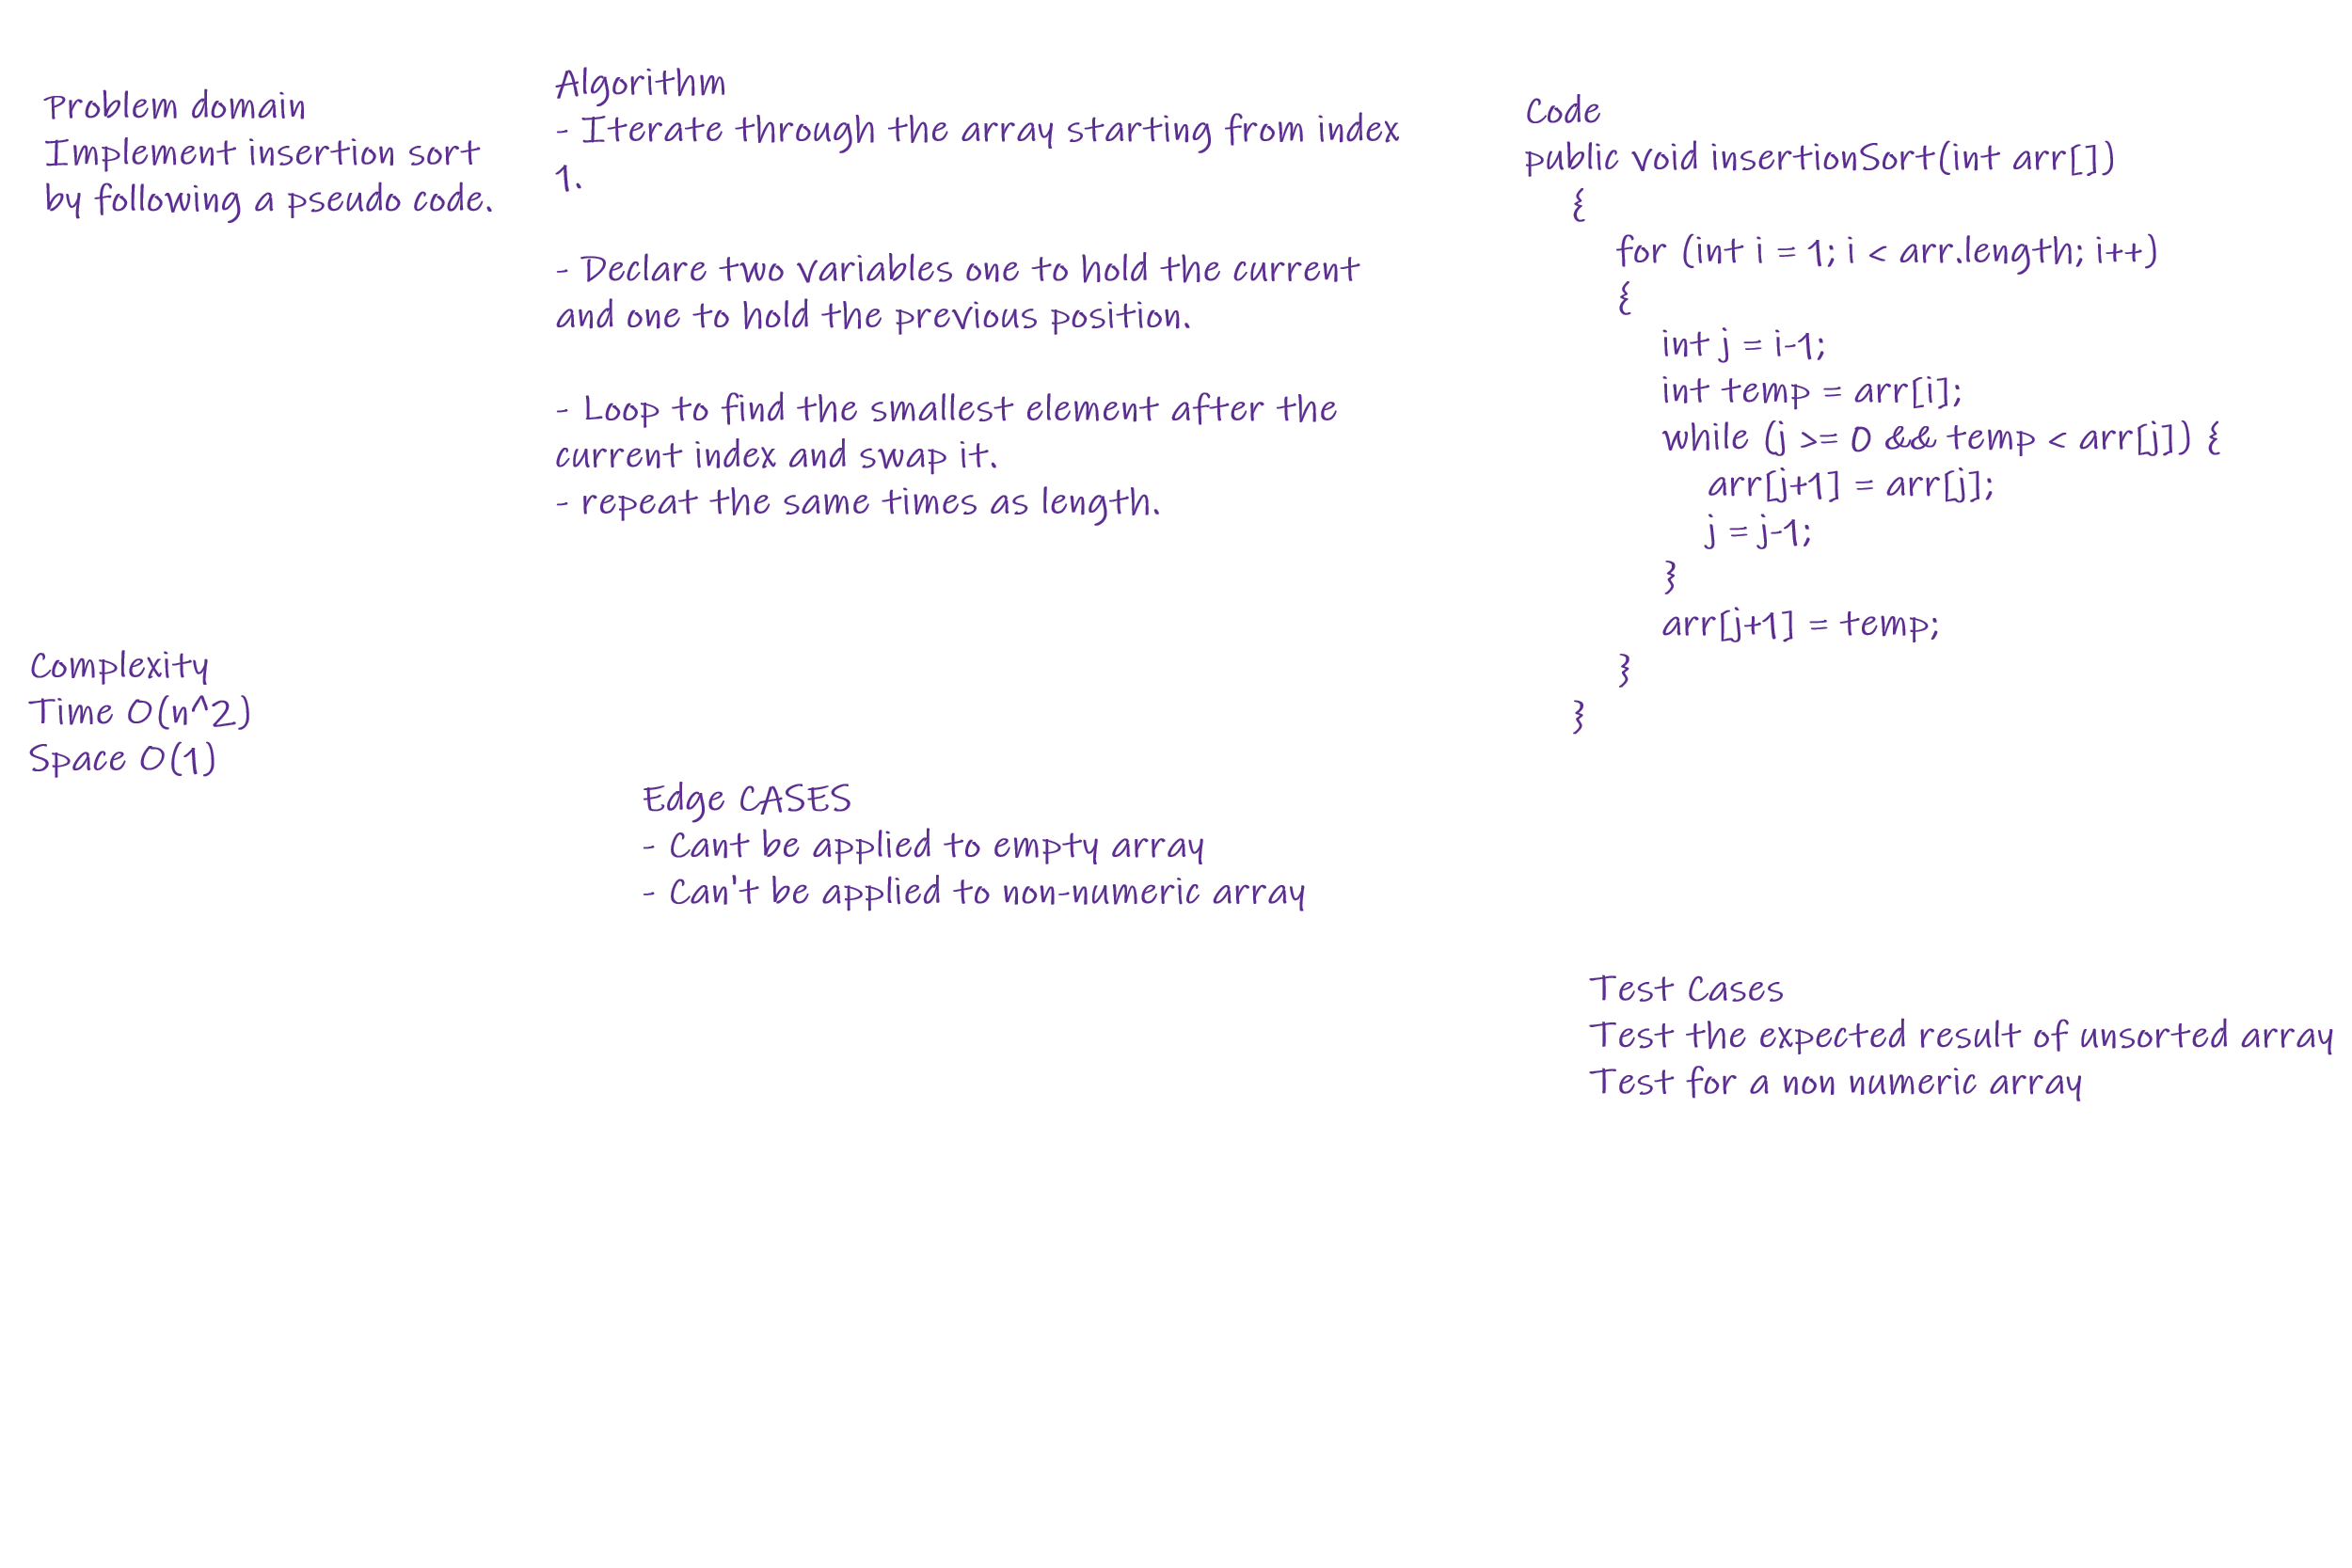 Problem domain
Implement insertion sort
by following a pseudo code.
Algorithm
- Iterate through the array starting from index
1.
- Declare two variables one to hold the current
and one to hold the previous position.
- Loop to find the smallest element after the
current index and swap it.
- repeat the same times as length.
Code
public void insertionSort(int arr[])
{
for (int i = 1; i < arr.length; i++)
{
int j = i-1;
int temp = arr[i];
while (j >= 0 && temp < arr[j]) {
arr[j+1] = arr[j];
j = j-1;
}
arr[j+1] = temp;
}
}
Complexity
Time O(n^2)
Space O(1)
Edge CASES
- Cant be applied to empty array
- Can't be applied to non-numeric array
Test Cases
Test the expected result of unsorted array
Test for a non numeric array